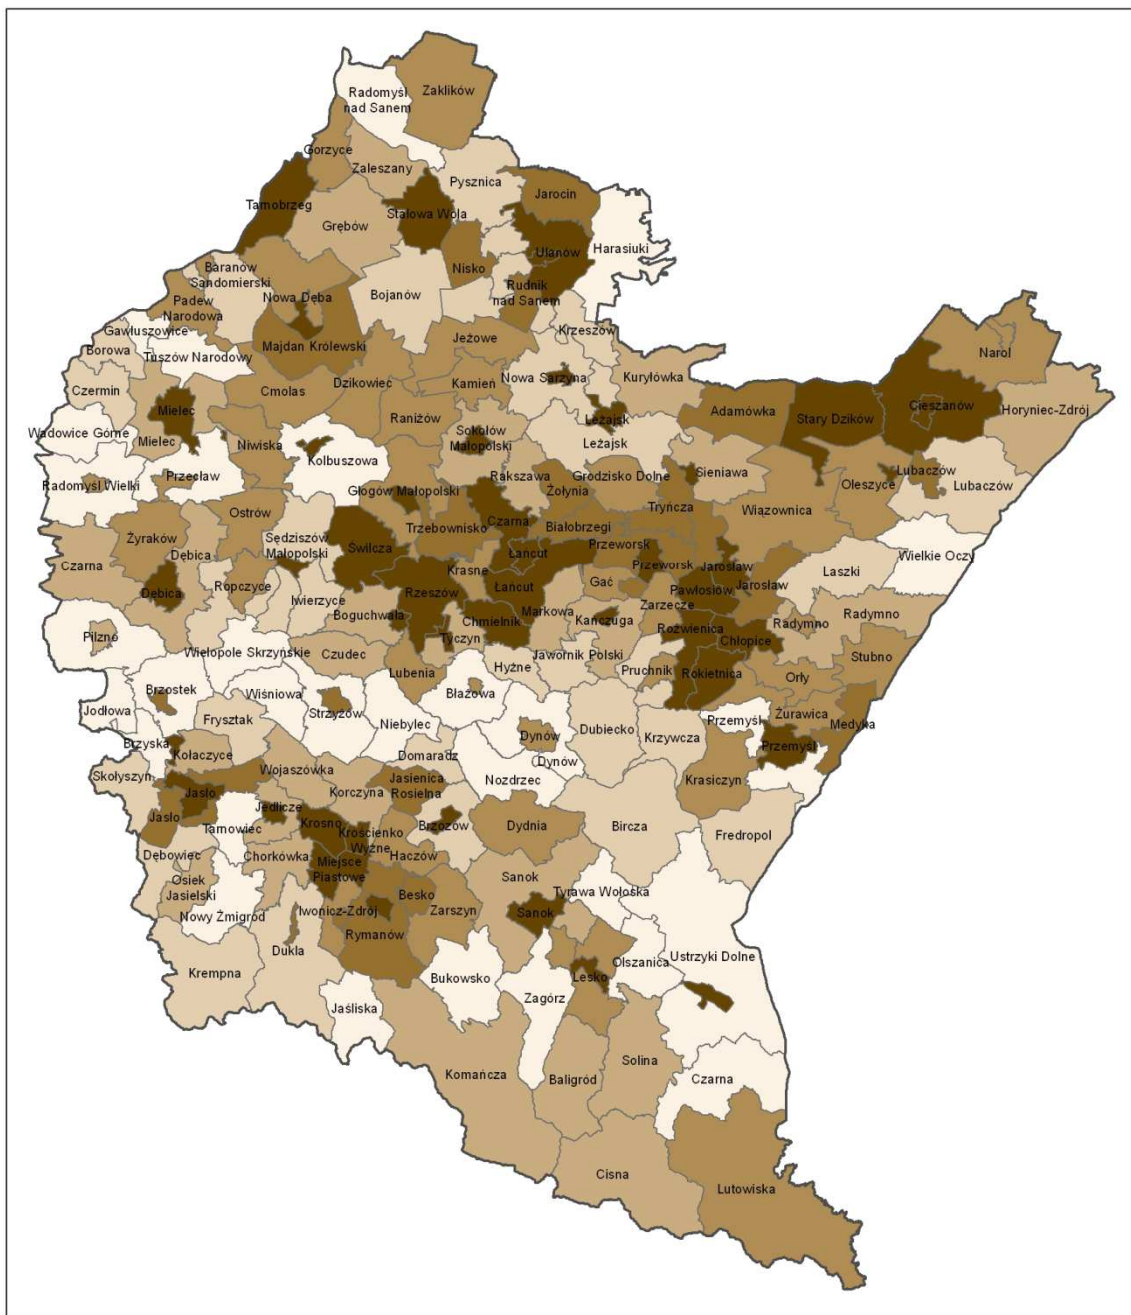 Zaklików
Radomyśl
nad Sanem
Gorzyce
Zaleszany
Pysznica
Jarocin
Tarnobrzeg
Stalowa Wola
Grębów
Ulanów
Harasiuki
Baranów
Sandomierski
Nisko
Nowa Dęba
Bojanów
Rudnik
nad Sanem
Padew
Narodowa
Gawłuszowice
Krzeszów
Borowa
Tuszów Narodowy
Majdan Królewski
Jeżowe
Narol
Czermin
Cmolas
Dzikowiec
Kamień
Nowa Sarzyna
Kuryłówka
Horyniec-Zdrój
Mielec
Raniżów
Leżajsk
Adamówka
Stary Dzików
Cieszanów
Wadowice Górne
Mielec
Niwiska
Sokołów
Małopolski
Leżajsk
Kolbuszowa
Przecław
Radomyśl Wielki
Rakszawa
Grodzisko Dolne
Sieniawa
Lubaczów
Lubaczów
Głogów Małopolski
Żołynia
Oleszyce
Ostrów
Tryńcza
Wiązownica
Żyraków
Sędziszów
Małopolski
Trzebownisko
Czarna
Białobrzegi
Dębica
Świlcza
Łańcut
Przeworsk
Wielkie Oczy
Czarna
Krasne
Przeworsk
Jarosław
Laszki
Dębica
Ropczyce
Iwierzyce
Rzeszów
Łańcut
Gać
Pawłosiów
Jarosław
Boguchwała
Chmielnik
Markowa
Kańczuga
Zarzecze
Radymno
Radymno
Pilzno
Tyczyn
Roźwienica
Chłopice
Wielopole Skrzyńskie
Czudec
Hyżne
Jawornik Polski
Stubno
Lubenia
Pruchnik
Rokietnica
Orły
Brzostek
Wiśniowa
Błażowa
Żurawica
Medyka
Jodłowa
Strzyżów
Niebylec
Dubiecko
Przemyśl
Frysztak
Dynów
Krzywcza
Przemyśl
Brzyska
Kołaczyce
Domaradz
Dynów
Skołyszyn
Wojaszówka
Jasienica
Rosielna
Nozdrzec
Krasiczyn
Jasło
Korczyna
Jasło
Jedlicze
Krosno
Brzozów
Dydnia
Bircza
Tarnowiec
Krościenko
Wyżne
Fredropol
Dębowiec
Chorkówka
Miejsce
Piastowe
Haczów
Sanok
Osiek
Jasielski
Besko
Tyrawa Wołoska
Nowy Żmigród
Iwonicz-Zdrój
Zarszyn
Sanok
Rymanów
Dukla
Ustrzyki Dolne
Olszanica
Krempna
Lesko
Bukowsko
Zagórz
Jaśliska
Solina
Komańcza
Baligród
Czarna
Cisna
Lutowiska